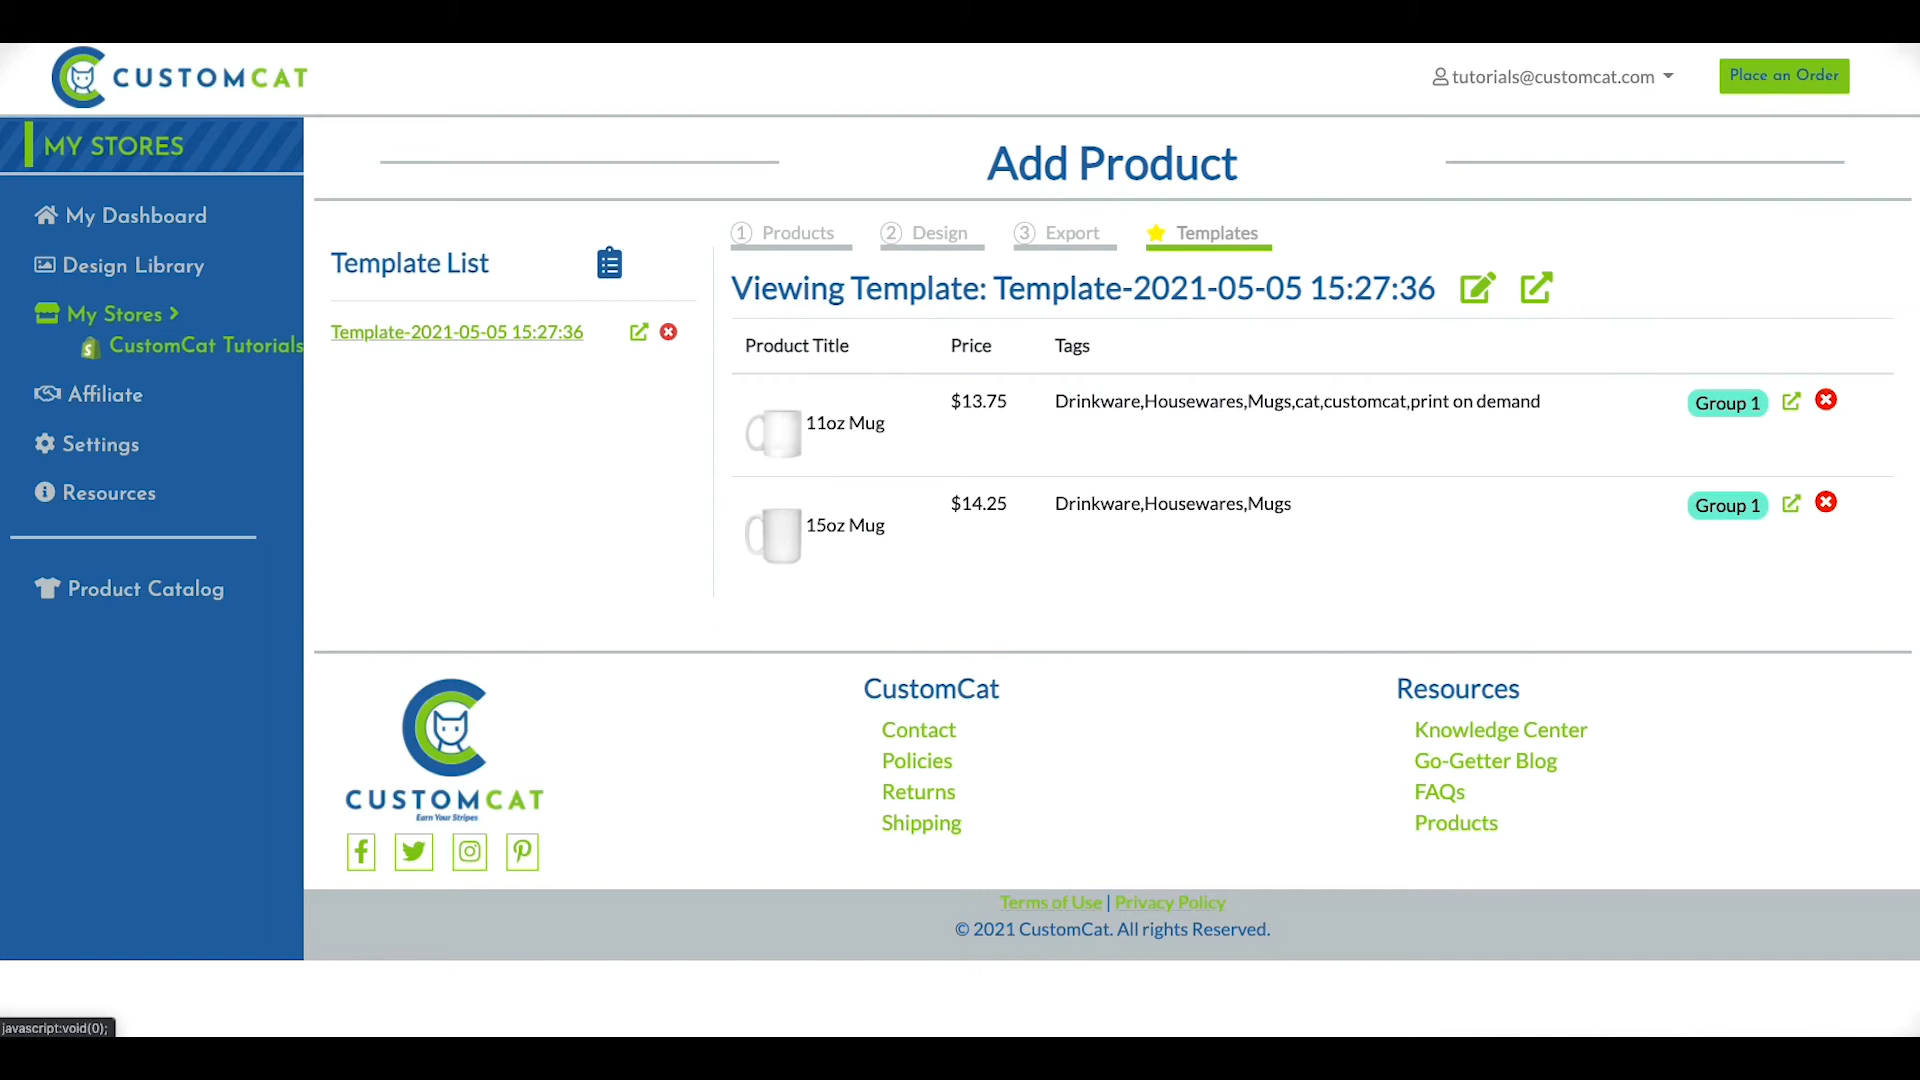 CUSTOMCAT
tutorials@customcat.com
Place an Order
MY STORES
My Dashboard
Design Library
My Stores
CustomCat Tutorials
Affiliate
Settings
Resources
Product Catalog
Add Product
Template List
Template-2021-05-05 15:27:36
1 Products
2 Design
3 Export
Templates
Viewing Template: Template-2021-05-05 15:27:36
Product Title Price Tags
11oz Mug $13.75 Drinkware,Housewares,Mugs,cat,customcat,print on demand Group 1
15oz Mug $14.25 Drinkware,Housewares,Mugs Group 1
CUSTOMCAT
Earn Your Stripes
CustomCat
Contact
Policies
Returns
Shipping
Resources
Knowledge Center
Go-Getter Blog
FAQs
Products
Terms of Use | Privacy Policy
© 2021 CustomCat. All rights Reserved.
javascript:void(0);